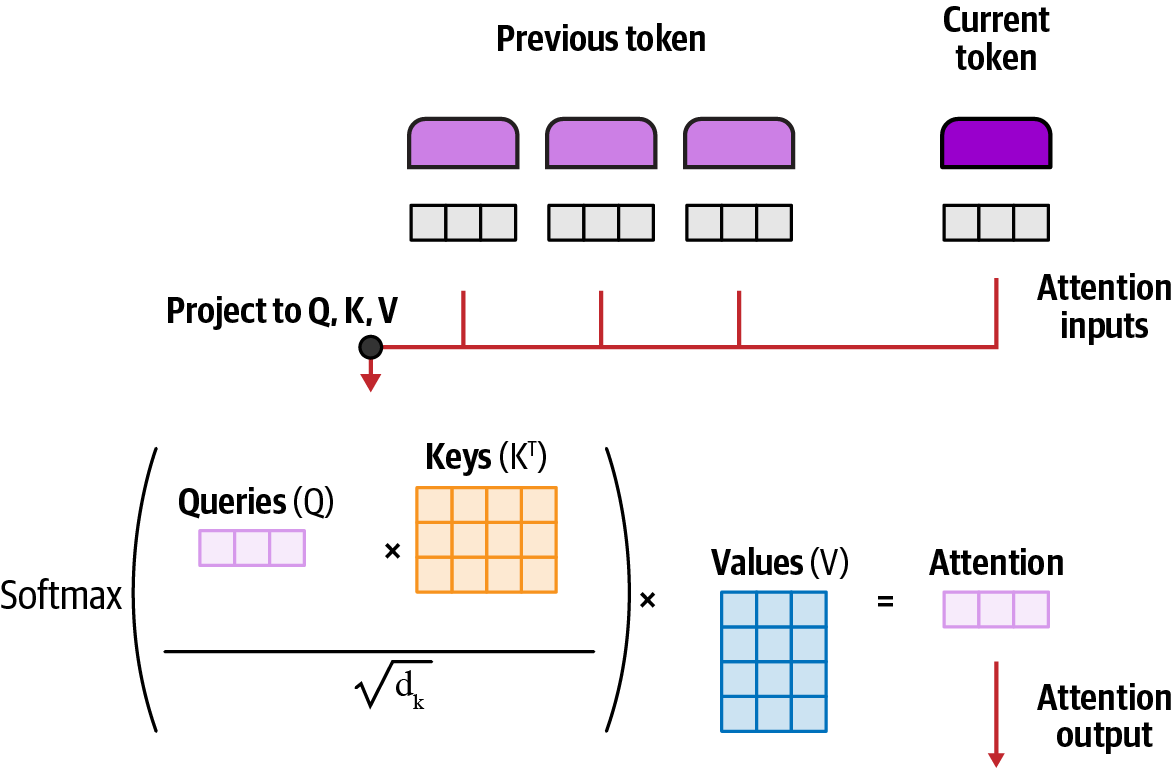 Previous token
Current
token
Project to Q, K, V
Attention
inputs
Queries (Q)
×
Keys (Kᵀ)
Softmax
√dₖ
×
Values (V)
=
Attention
Attention
output